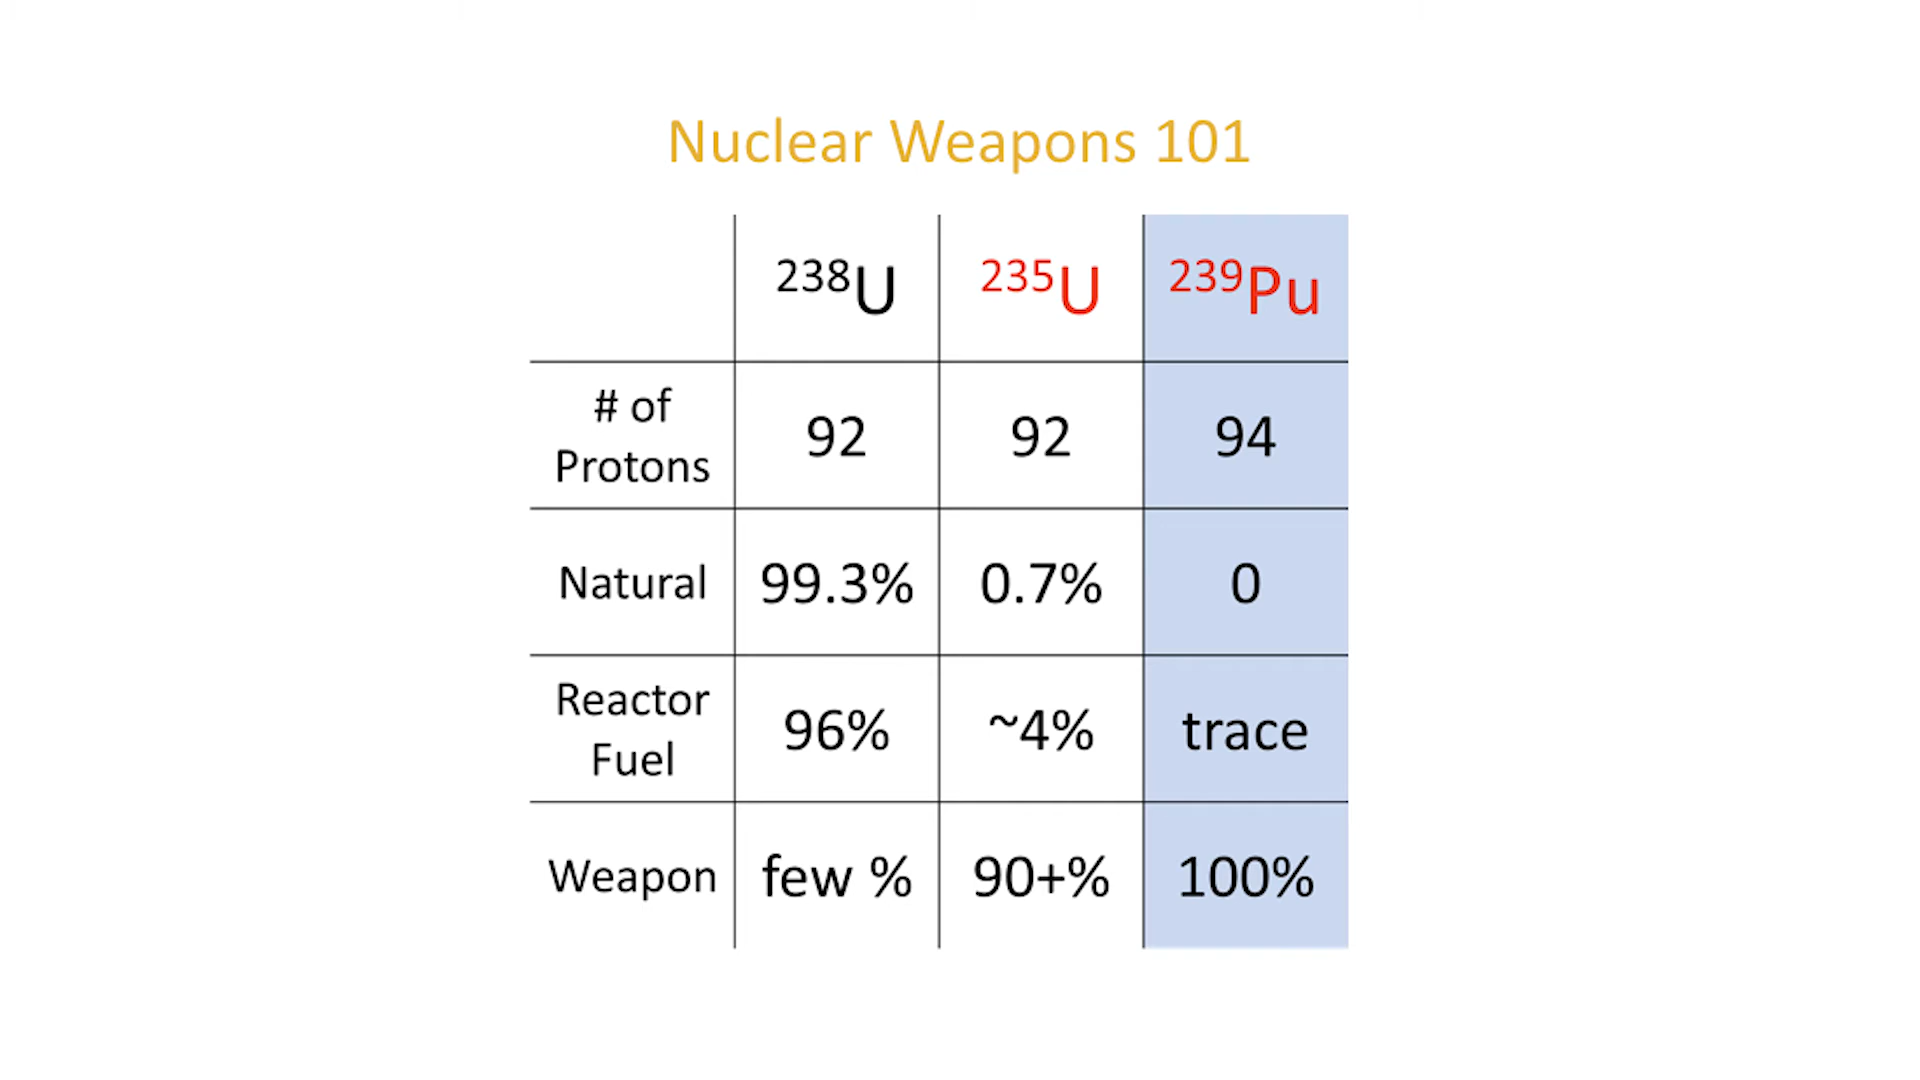 Nuclear Weapons 101
²³⁸U ²³⁵U ²³⁹Pu
# of
Protons
92 92 94
Natural 99.3% 0.7% 0
Reactor
Fuel
96% ~4% trace
Weapon few % 90+% 100%